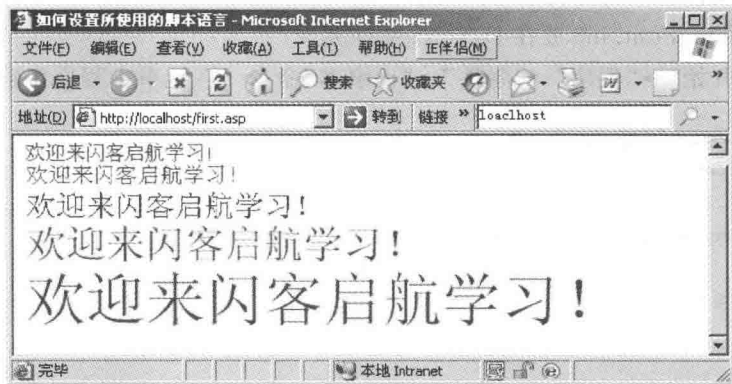 如何设置所使用的脚本语言 - Microsoft Internet Explorer
文件(F) 编辑(E) 查看(V) 收藏(A) 工具(T) 帮助(H) IE伴侣(M)
后退 搜索 收藏夹 »
地址(D) http://localhost/first.asp 转到 链接 » loaclhost
欢迎来闪客启航学习!
欢迎来闪客启航学习!
欢迎来闪客启航学习!
欢迎来闪客启航学习!
欢迎来闪客启航学习!
完毕 本地 Intranet